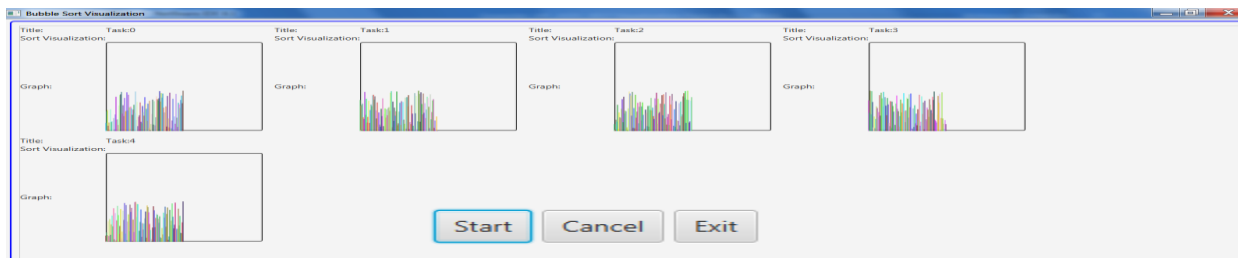 Bubble Sort Visualization
Title: Task:0 Title: Task:1 Title: Task:2 Title: Task:3
Sort Visualization: Sort Visualization: Sort Visualization: Sort Visualization:
Graph: Graph: Graph: Graph:
Title: Task:4
Sort Visualization:
Graph:
Start Cancel Exit